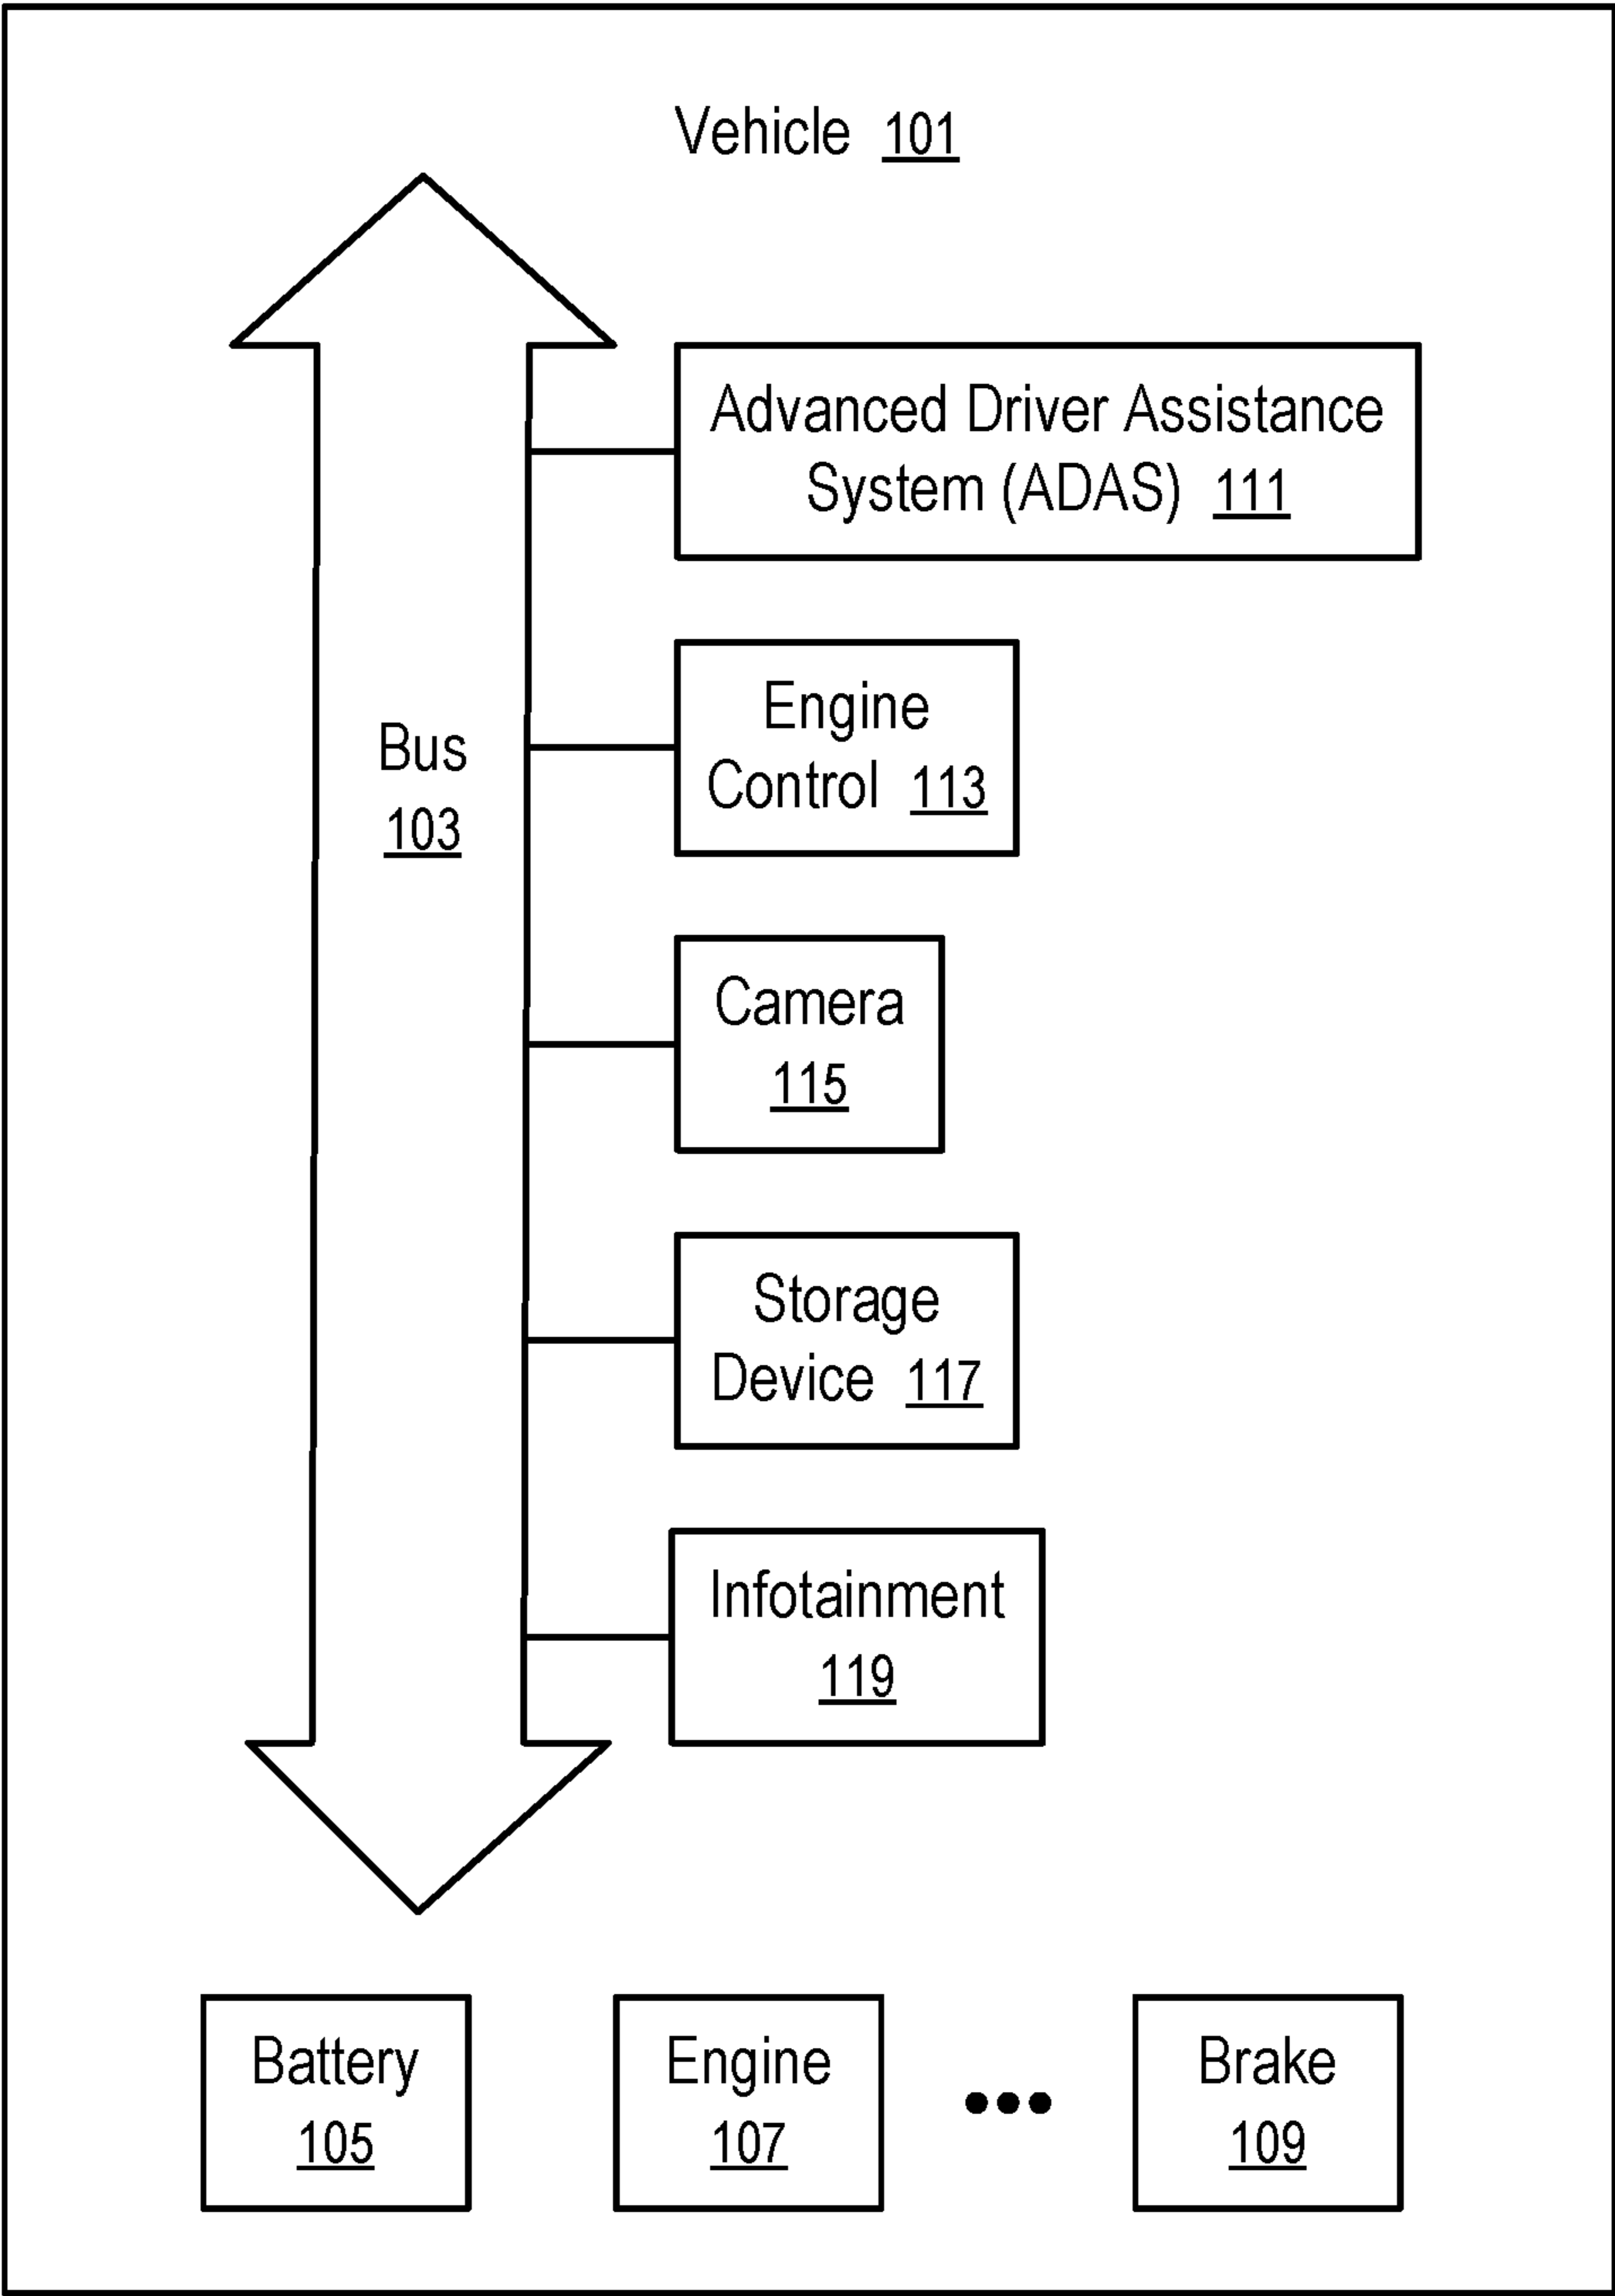 Vehicle 101
Advanced Driver Assistance
System (ADAS) 111
Engine
Control 113
Bus
103
Camera
115
Storage
Device 117
Infotainment
119
Battery
105
Engine
107
Brake
109